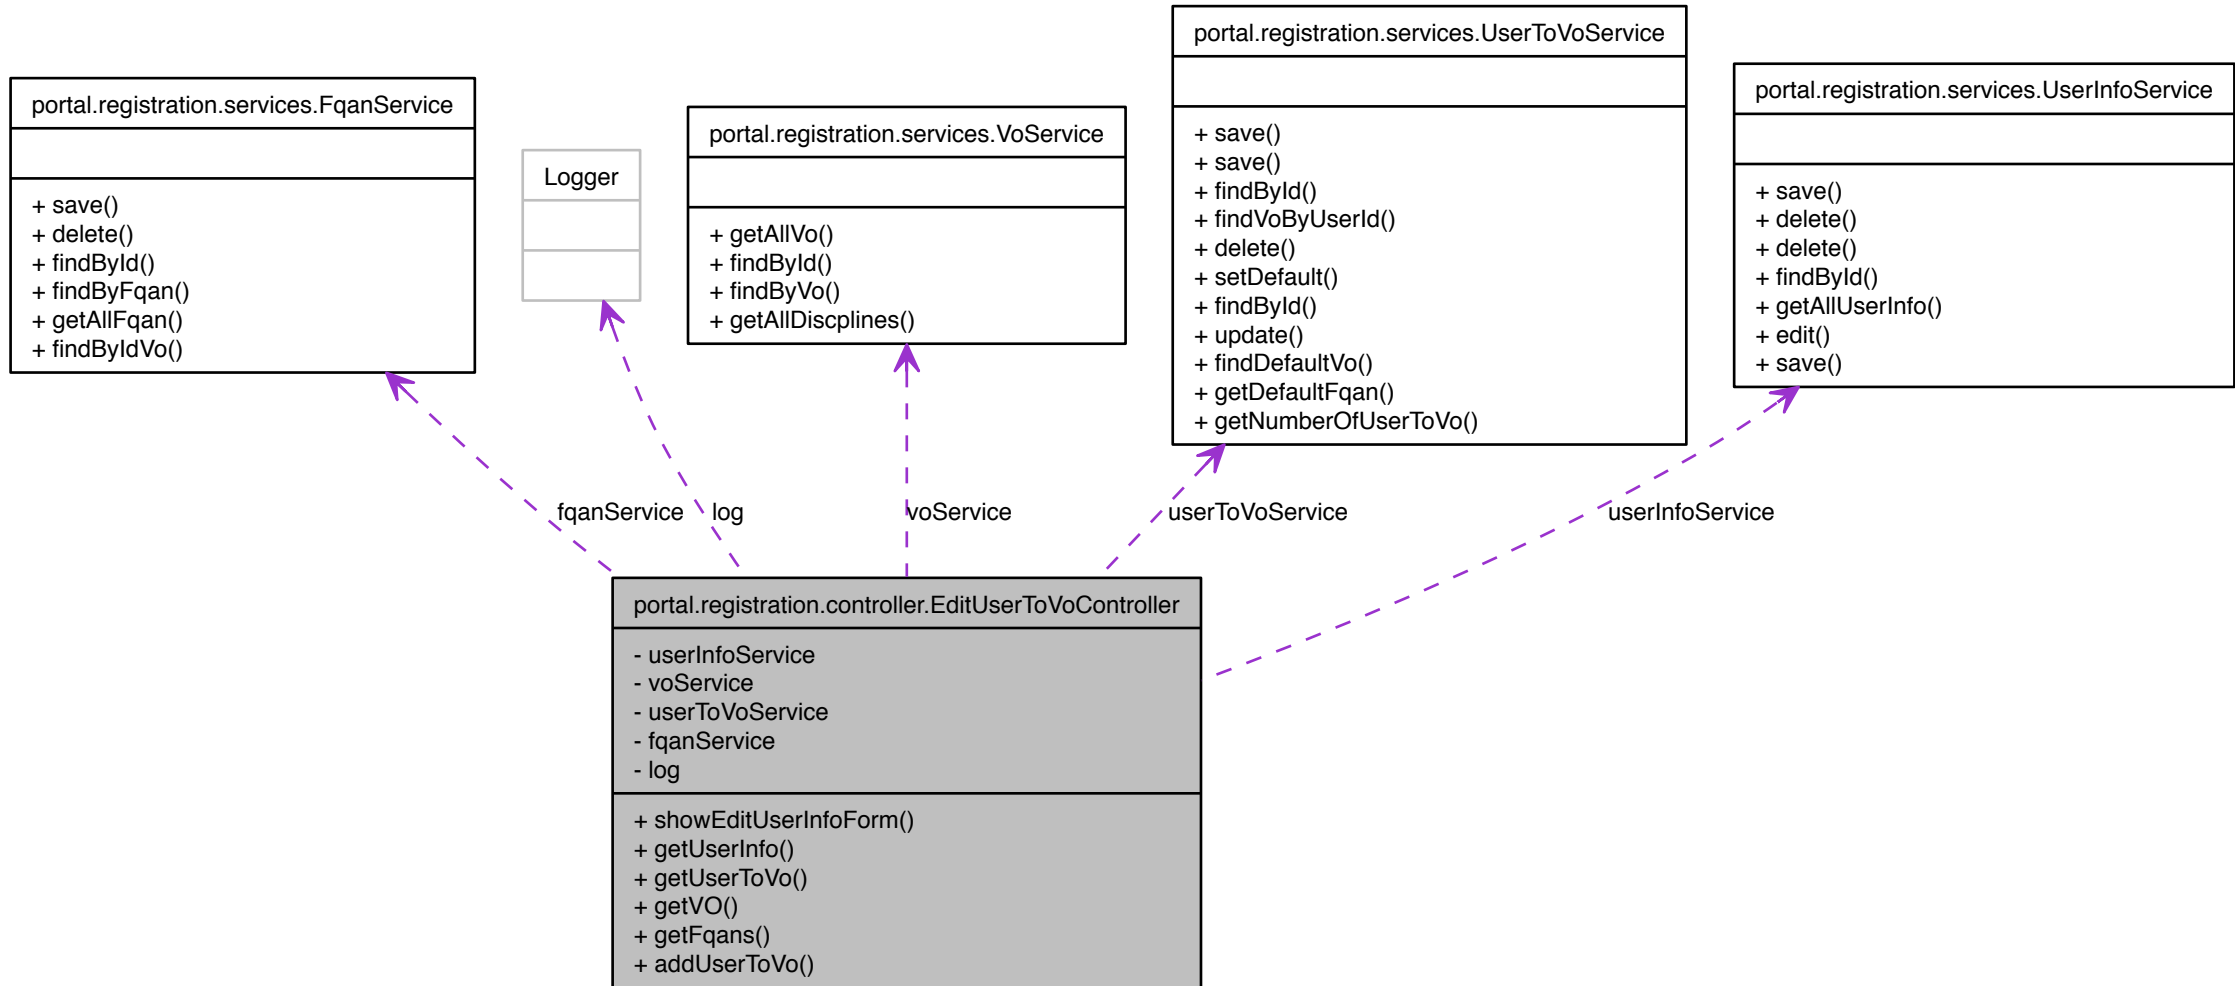 portal.registration.services.FqanService
+ save()
+ delete()
+ findById()
+ findByFqan()
+ getAllFqan()
+ findByIdVo()
Logger
portal.registration.services.VoService
+ getAllVo()
+ findById()
+ findByVo()
+ getAllDiscplines()
portal.registration.services.UserToVoService
+ save()
+ save()
+ findById()
+ findVoByUserId()
+ delete()
+ setDefault()
+ findById()
+ update()
+ findDefaultVo()
+ getDefaultFqan()
+ getNumberOfUserToVo()
portal.registration.services.UserInfoService
+ save()
+ delete()
+ delete()
+ findById()
+ getAllUserInfo()
+ edit()
+ save()
fqanService
log
voService
userToVoService
userInfoService
portal.registration.controller.EditUserToVoController
- userInfoService
- voService
- userToVoService
- fqanService
- log
+ showEditUserInfoForm()
+ getUserInfo()
+ getUserToVo()
+ getVO()
+ getFqans()
+ addUserToVo()